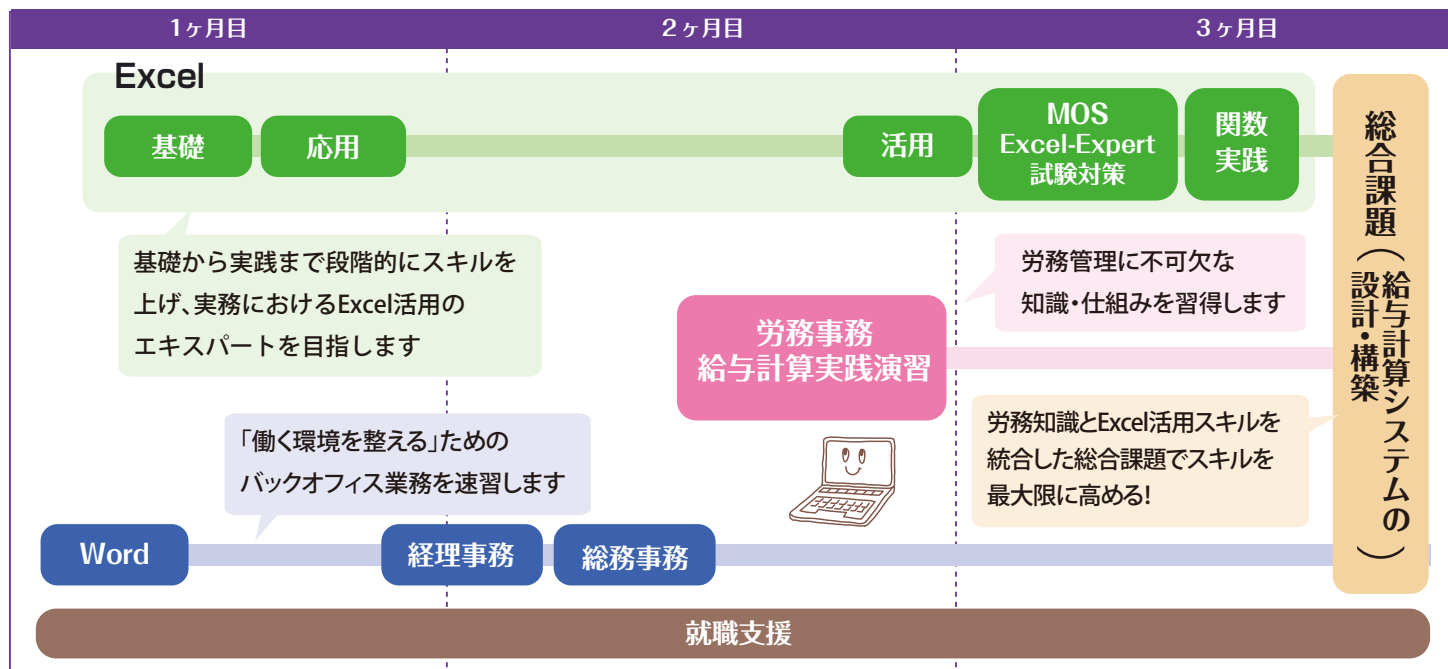 1ヶ月目
2ヶ月目
3ヶ月目
Excel
基礎
応用
活用
MOS
Excel-Expert
試験対策
関数
実践
基礎から実践まで段階的にスキルを
上げ、実務におけるExcel活用の
エキスパートを目指します
労務事務
給与計算実践演習
労務管理に不可欠な
知識・仕組みを習得します
「働く環境を整える」ための
バックオフィス業務を速習します
労務知識とExcel活用スキルを
統合した総合課題でスキルを
最大限に高める!
総合課題
(給与計算システムの
設計・構築)
Word
経理事務
総務事務
就職支援